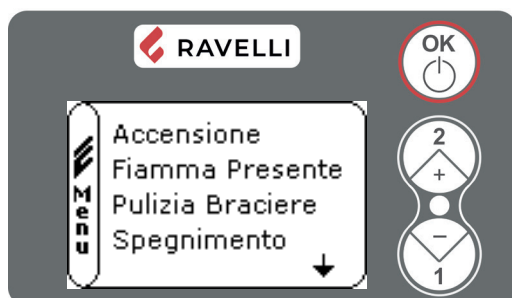 RAVELLI
OK
Menu
Accensione
Fiamma Presente
Pulizia Braciere
Spegnimento
2
+
−
1